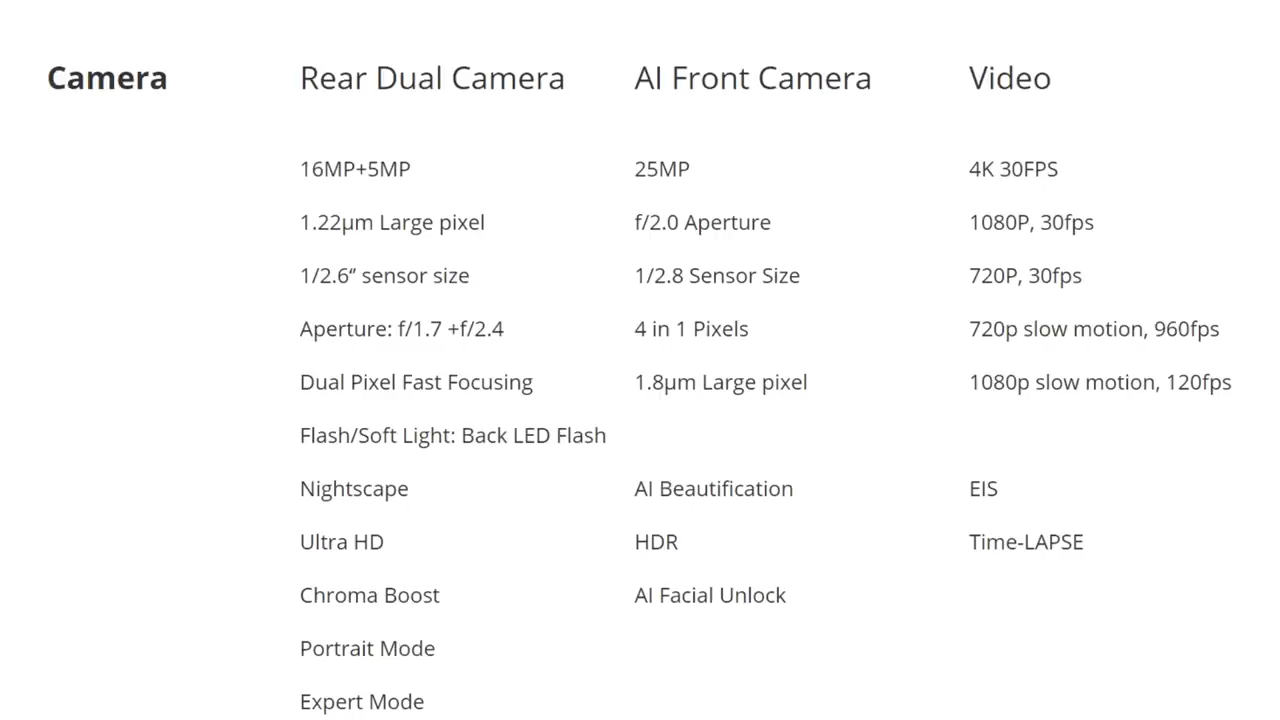 Camera
Rear Dual Camera
AI Front Camera
Video
16MP+5MP
25MP
4K 30FPS
1.22µm Large pixel
f/2.0 Aperture
1080P, 30fps
1/2.6“ sensor size
1/2.8 Sensor Size
720P, 30fps
Aperture: f/1.7 +f/2.4
4 in 1 Pixels
720p slow motion, 960fps
Dual Pixel Fast Focusing
1.8µm Large pixel
1080p slow motion, 120fps
Flash/Soft Light: Back LED Flash
Nightscape
AI Beautification
EIS
Ultra HD
HDR
Time-LAPSE
Chroma Boost
AI Facial Unlock
Portrait Mode
Expert Mode